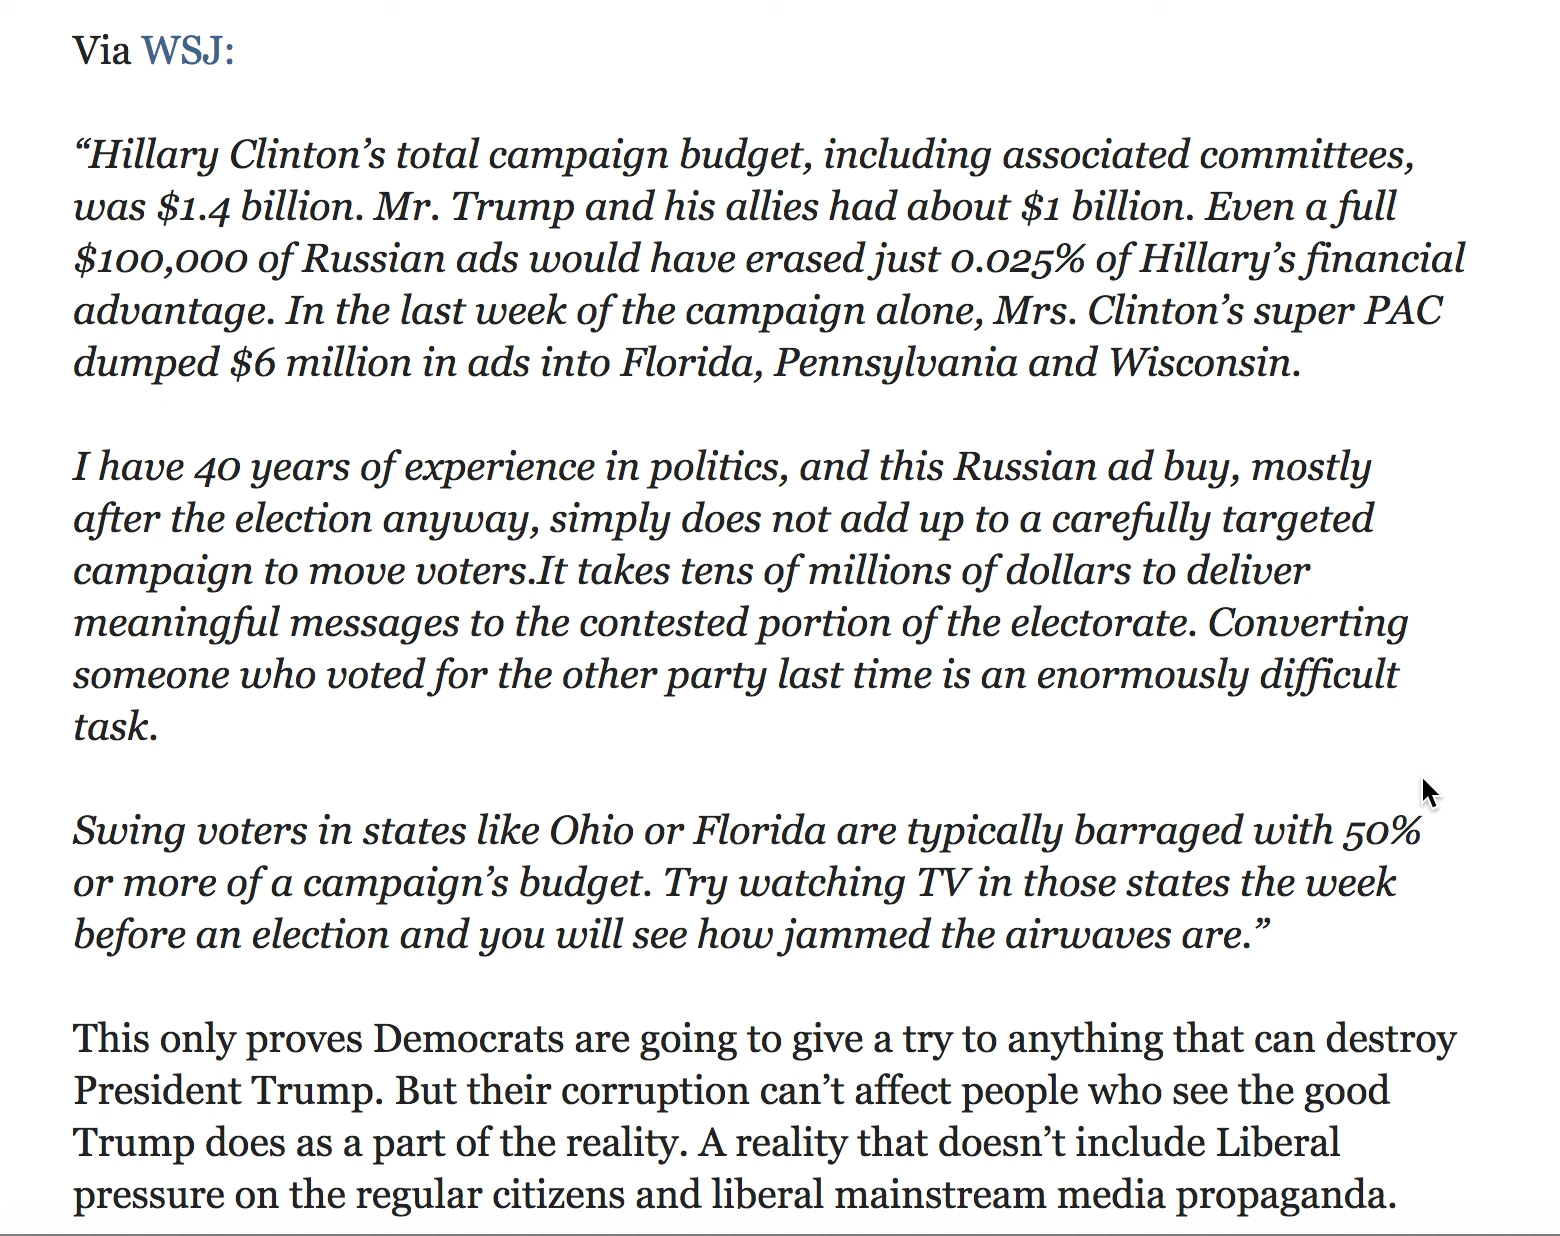 Via WSJ:
“Hillary Clinton’s total campaign budget, including associated committees,
was $1.4 billion. Mr. Trump and his allies had about $1 billion. Even a full
$100,000 of Russian ads would have erased just 0.025% of Hillary’s financial
advantage. In the last week of the campaign alone, Mrs. Clinton’s super PAC
dumped $6 million in ads into Florida, Pennsylvania and Wisconsin.
I have 40 years of experience in politics, and this Russian ad buy, mostly
after the election anyway, simply does not add up to a carefully targeted
campaign to move voters.It takes tens of millions of dollars to deliver
meaningful messages to the contested portion of the electorate. Converting
someone who voted for the other party last time is an enormously difficult
task.
Swing voters in states like Ohio or Florida are typically barraged with 50%
or more of a campaign’s budget. Try watching TV in those states the week
before an election and you will see how jammed the airwaves are.”
This only proves Democrats are going to give a try to anything that can destroy
President Trump. But their corruption can’t affect people who see the good
Trump does as a part of the reality. A reality that doesn’t include Liberal
pressure on the regular citizens and liberal mainstream media propaganda.